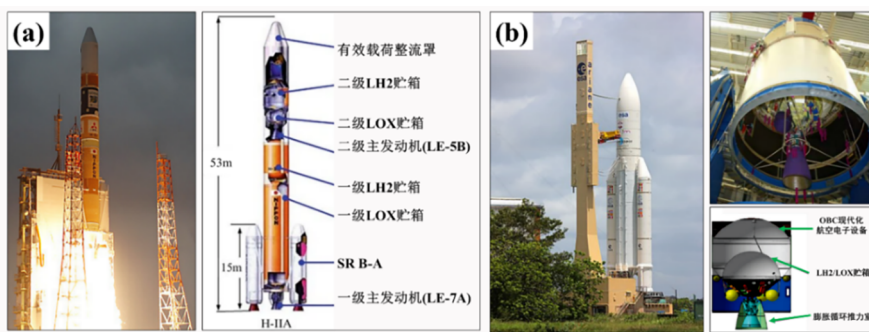 (a)
53m
15m
有效载荷整流罩
二级LH2贮箱
二级LOX贮箱
二级主发动机(LE-5B)
一级LH2贮箱
一级LOX贮箱
SR B-A
一级主发动机(LE-7A)
H-IIA
(b)
ariane
esa
OBC现代化
航空电子设备
LH2/LOX贮箱
膨胀循环推力室